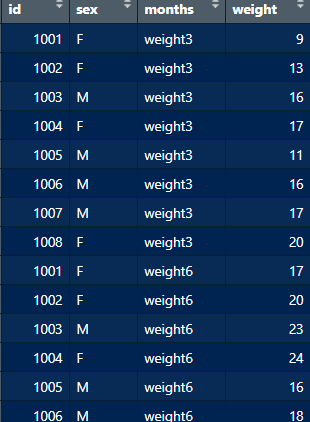 id sex months weight
1001 F weight3 9
1002 F weight3 13
1003 M weight3 16
1004 F weight3 17
1005 M weight3 11
1006 M weight3 16
1007 M weight3 17
1008 F weight3 20
1001 F weight6 17
1002 F weight6 20
1003 M weight6 23
1004 F weight6 24
1005 M weight6 16
1006 M weight6 18